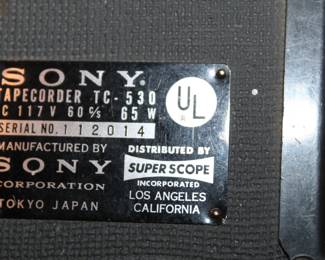 SONY.
TAPECORDER TC-530
C 117V 60 c/s 65 W
SERIAL NO. 112014
UL
MANUFACTURED BY
SONY
CORPORATION
TOKYO JAPAN
DISTRIBUTED BY
SUPERSCOPE
INCORPORATED
LOS ANGELES
CALIFORNIA